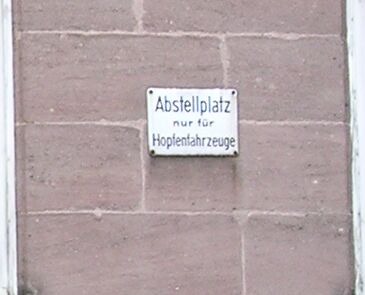 Abstellplatz
nur für
Hopfenfahrzeuge